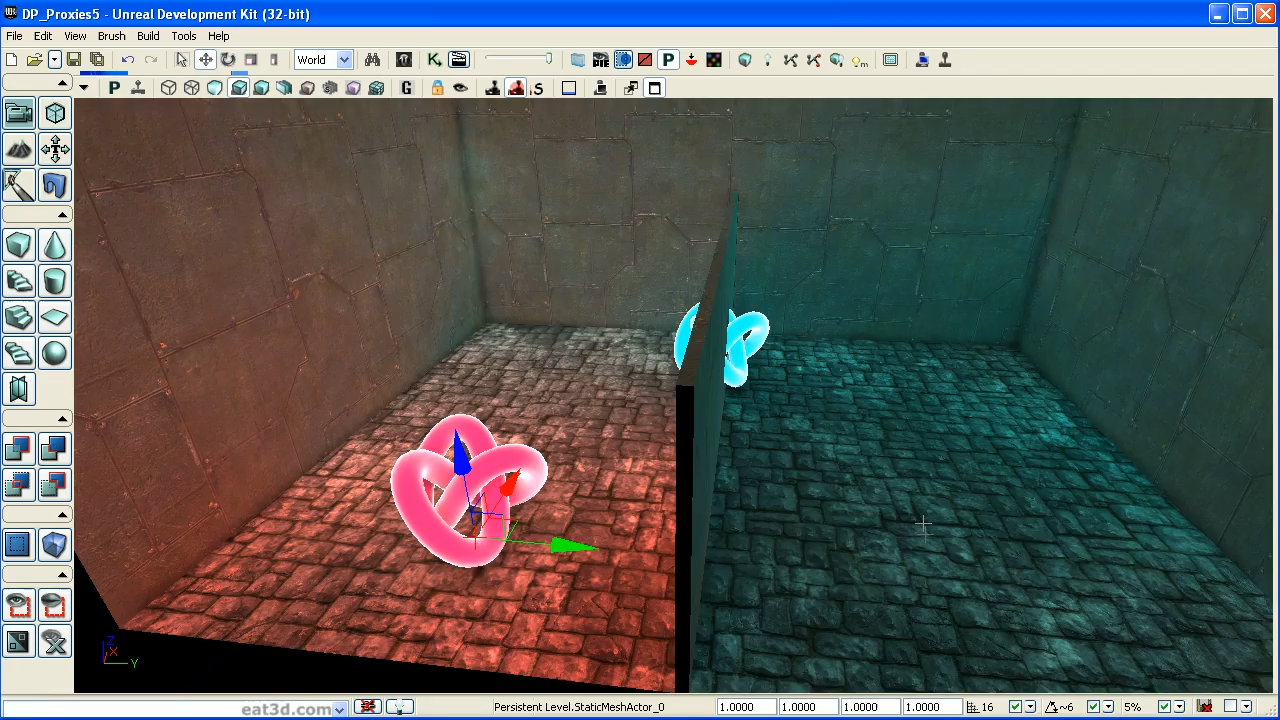 DP_Proxies5 - Unreal Development Kit (32-bit)
File Edit View Brush Build Tools Help
World
K
P
P
G
S
Z
X
Y
eat3d.com
Persistent Level.StaticMeshActor_0
1.0000
1.0000
1.0000
1.0000
16
5%